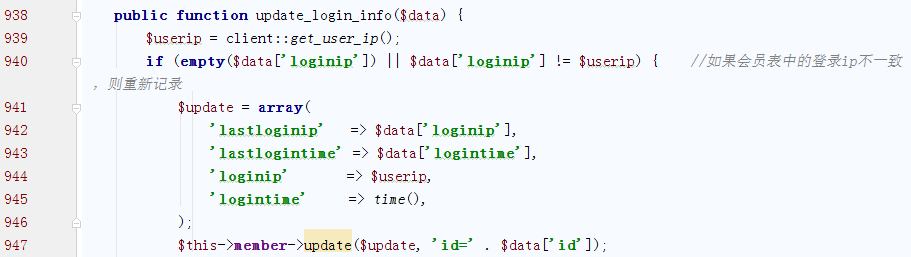 938 public function update_login_info($data) {
939 $userip = client::get_user_ip();
940 if (empty($data['loginip']) || $data['loginip'] != $userip) { //如果会员表中的登录ip不一致
，则重新记录
941 $update = array(
942 'lastloginip' => $data['loginip'],
943 'lastlogintime' => $data['logintime'],
944 'loginip' => $userip,
945 'logintime' => time(),
946 );
947 $this->member->update($update, 'id=' . $data['id']);